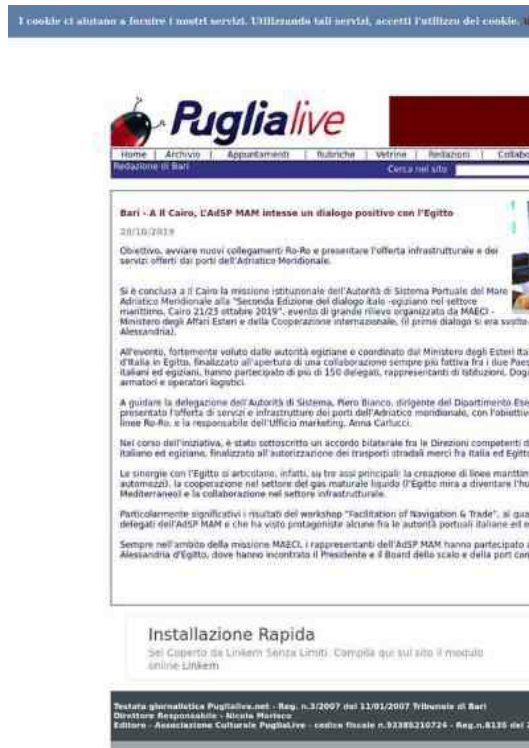 I cookie ci aiutano a fornire i nostri servizi. Utilizzando tali servizi, accetti l'utilizzo dei cookie.
Puglialive
Home | Archivio | Appuntamenti | Rubriche | Vetrine | Redazioni | Collabo
Redazione di Bari
Cerca nel sito
Bari - A Il Cairo, L'AdSP MAM intesse un dialogo positivo con l'Egitto
28/10/2019
Obiettivo, avviare nuovi collegamenti Ro-Ro e presentare l'offerta infrastrutturale e dei
servizi offerti dai porti dell'Adriatico Meridionale.
Si è conclusa a Il Cairo la missione istituzionale dell'Autorità di Sistema Portuale del Mare
Adriatico Meridionale alla "Seconda Edizione del dialogo italo -egiziano nel settore
marittimo, Cairo 21/23 ottobre 2019", evento di grande rilievo organizzato da MAECI -
Ministero degli Affari Esteri e della Cooperazione internazionale, (il primo dialogo si era svolto
Alessandria).
All'evento, fortemente voluto dalle autorità egiziane e coordinato dal Ministero degli Esteri Ita
d'Italia in Egitto, finalizzato all'apertura di una collaborazione sempre più fattiva fra i due Paes
italiani ed egiziani, hanno partecipato di più di 150 delegati, rappresentanti di Istituzioni, Dog
armatori e operatori logistici.
A guidare la delegazione dell'Autorità di Sistema, Piero Bianco, dirigente del Dipartimento Ese
presentato l'offerta di servizi e infrastrutture dei porti dell'Adriatico meridionale, con l'obiettiv
linee Ro-Ro, e la responsabile dell'Ufficio marketing, Anna Carlucci.
Nel corso dell'iniziativa, è stato sottoscritto un accordo bilaterale fra le Direzioni competenti d
italiano ed egiziano, finalizzato all'autorizzazione dei trasporti stradali merci fra Italia ed Egitto
Le sinergie con l'Egitto si articolano, infatti, su tre assi principali: la creazione di linee marittim
automezzi), la cooperazione nel settore del gas maturale liquido (l'Egitto mira a diventare l'hu
Mediterraneo) e la collaborazione nel settore infrastrutturale.
Particolarmente significativi i risultati del workshop "Facilitation of Navigation & Trade", al qua
delegati dell'AdSP MAM e che ha visto protagoniste alcune fra le autorità portuali italiane ed e
Sempre nell'ambito della missione MAECI, i rappresentanti dell'AdSP MAM hanno partecipato a
Alessandria d'Egitto, dove hanno incontrato il Presidente e il Board dello scalo e della port con
Installazione Rapida
Sei Coperto da Linkem Senza Limiti. Compila qui sul sito il modulo
online Linkem
Testata giornalistica Puglialive.net - Reg. n.3/2007 del 11/01/2007 Tribunale di Bari
Direttore Responsabile - Nicola Morisco
Editore - Associazione Culturale PugliaLive - codice fiscale n.93385210724 - Reg.n.8135 del 2